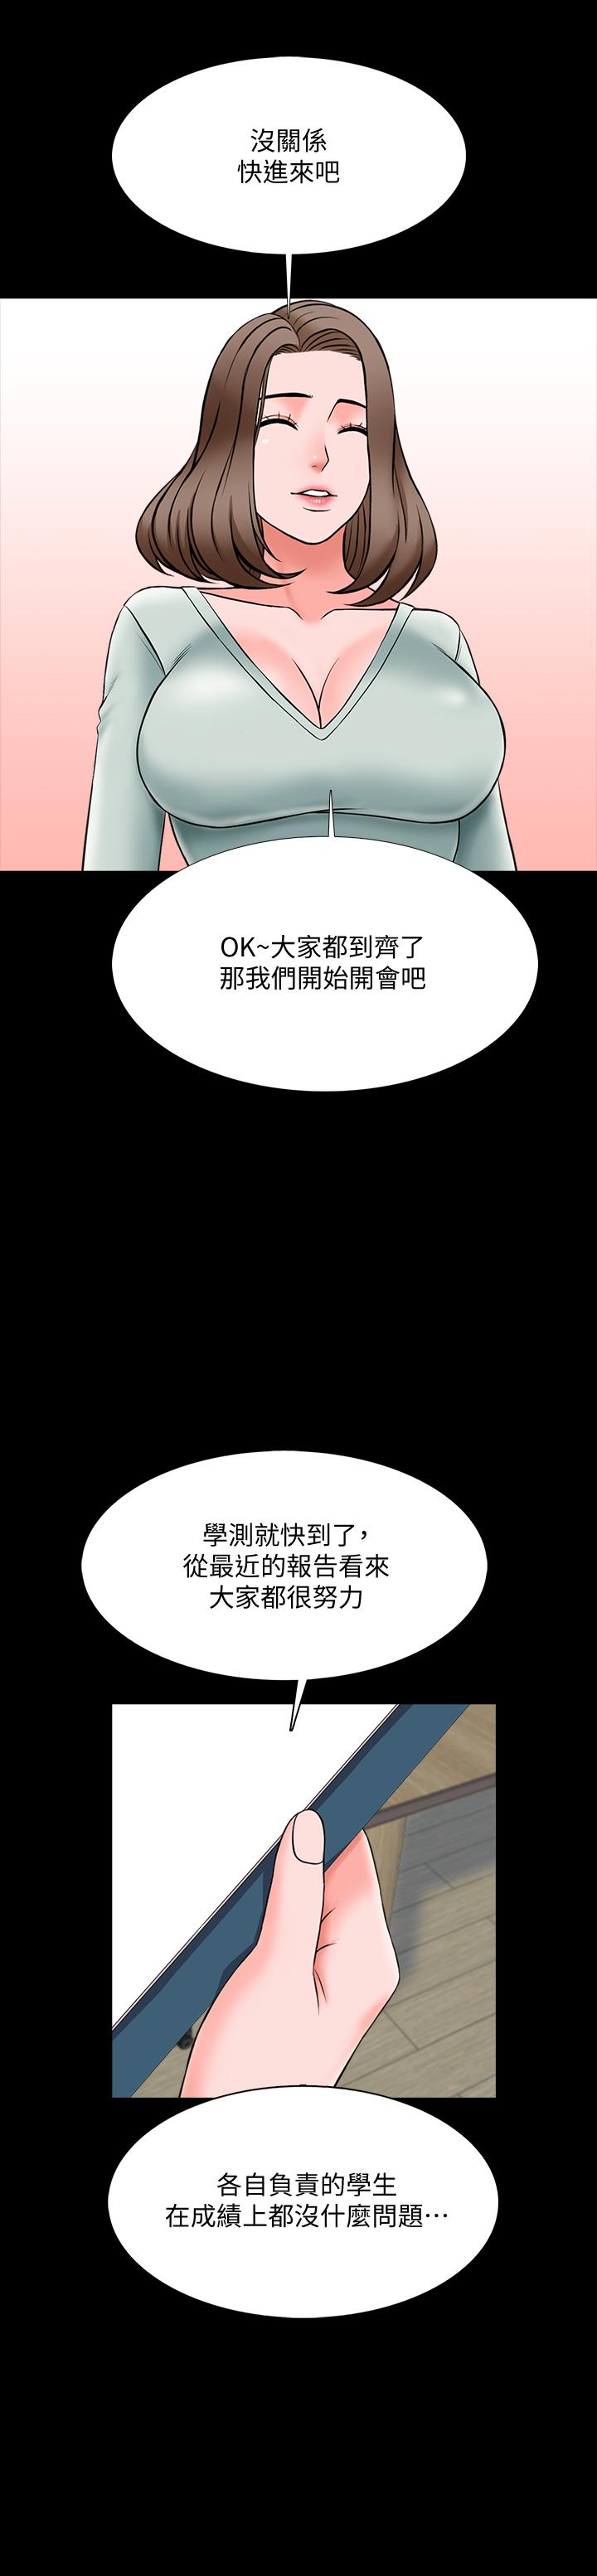 沒關係
快進來吧
OK~大家都到齊了
那我們開始開會吧
學測就快到了，
從最近的報告看來
大家都很努力
各自負責的學生
在成績上都沒什麼問題⋯